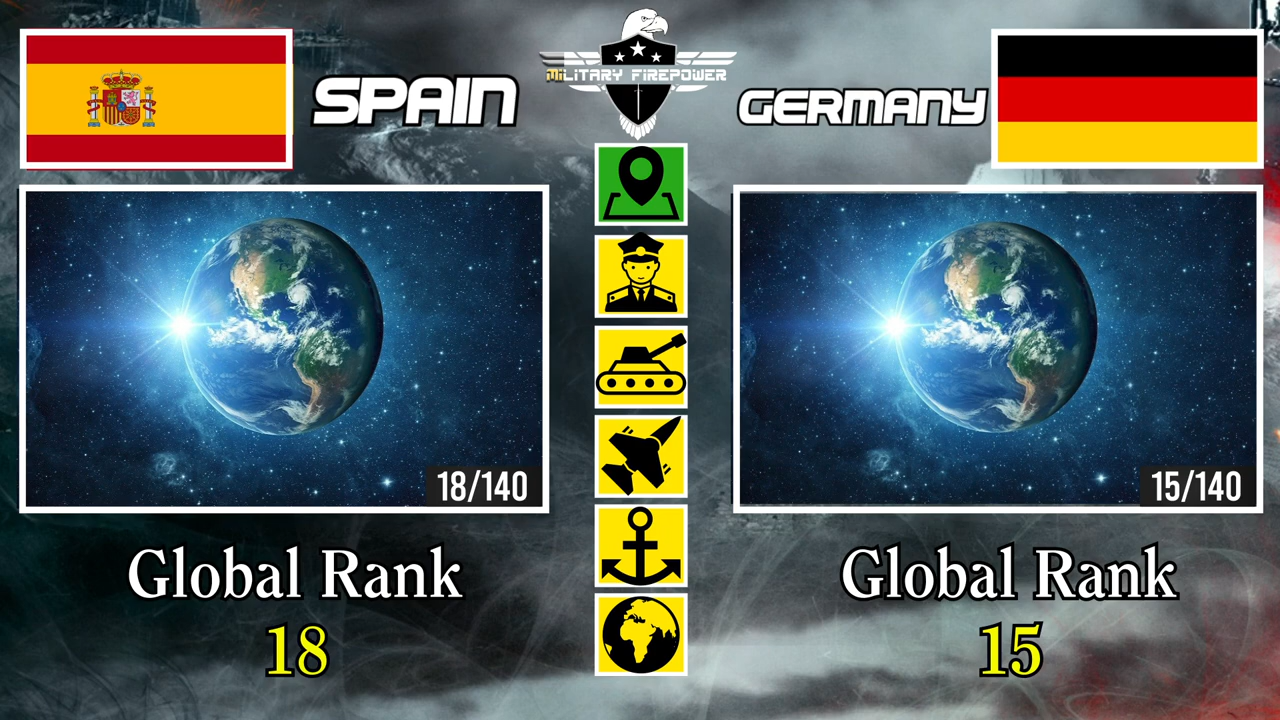 SPAIN
MiLITARY FIREPOWER
GERMANY
18/140
15/140
Global Rank
18
Global Rank
15